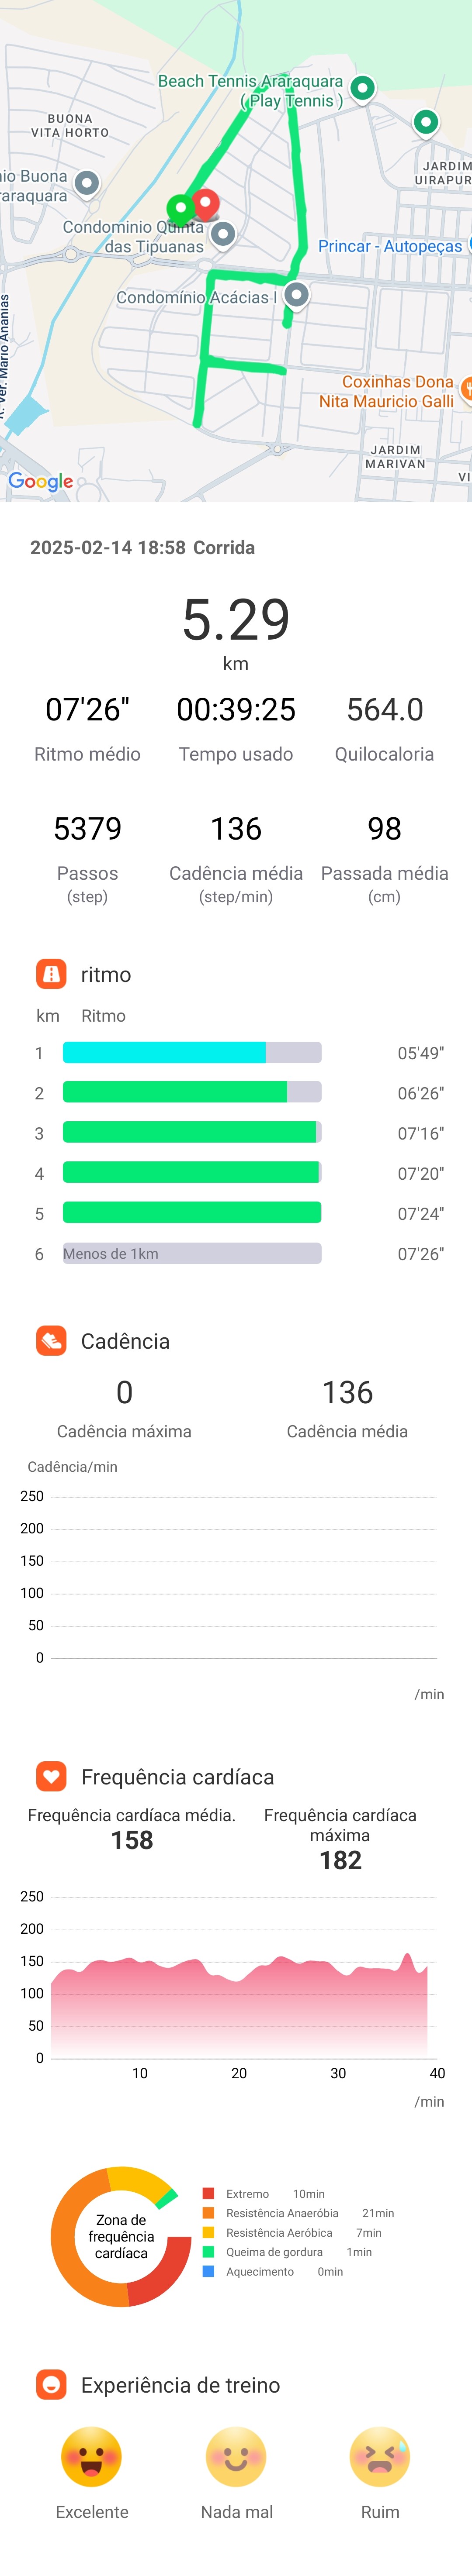 Beach Tennis Araraquara
( Play Tennis )
BUONA
VITA HORTO
JARDIM
UIRAPUR
nio Buona
raraquara
Condominio Quinta
das Tipuanas
Princar - Autopeças
Condomínio Acácias I
R. Ver. Mario Ananias
Coxinhas Dona
Nita Mauricio Galli
JARDIM
MARIVAN
VI
Google
2025-02-14 18:58 Corrida
5.29
km
07'26" 00:39:25 564.0
Ritmo médio Tempo usado Quilocaloria
5379 136 98
Passos Cadência média Passada média
(step) (step/min) (cm)
ritmo
km Ritmo
1 05'49"
2 06'26"
3 07'16"
4 07'20"
5 07'24"
6 Menos de 1km 07'26"
Cadência
0 136
Cadência máxima Cadência média
Cadência/min
250
200
150
100
50
0
/min
Frequência cardíaca
Frequência cardíaca média.
158
Frequência cardíaca
máxima
182
250
200
150
100
50
0
10 20 30 40
/min
Zona de
frequência
cardíaca
Extremo 10min
Resistência Anaeróbia 21min
Resistência Aeróbica 7min
Queima de gordura 1min
Aquecimento 0min
Experiência de treino
Excelente Nada mal Ruim